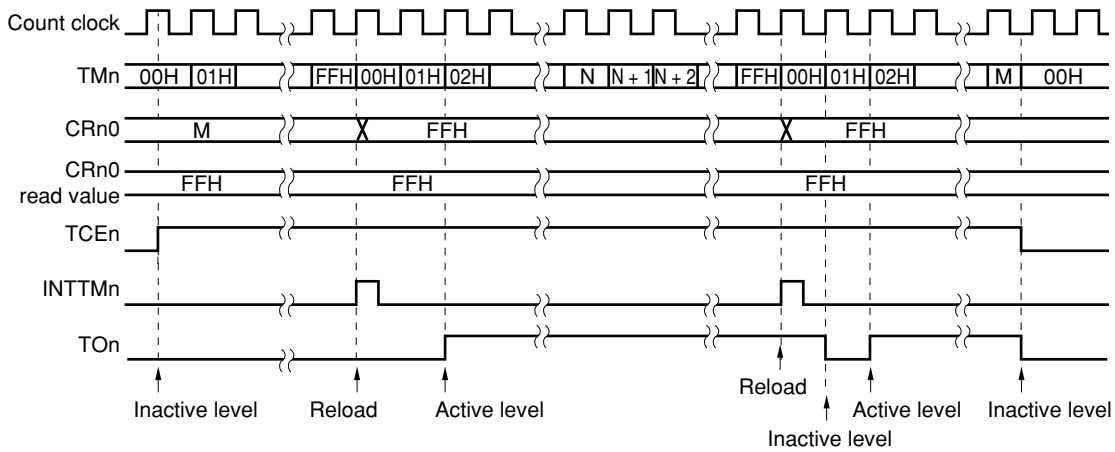 Count clock
TMn 00H 01H FFH 00H 01H 02H N N + 1 N + 2 FFH 00H 01H 02H M 00H
CRn0 M FFH FFH
CRn0
read value FFH FFH FFH
TCEn
INTTMn
TOn
Inactive level Reload Active level Reload Active level Inactive level
Inactive level